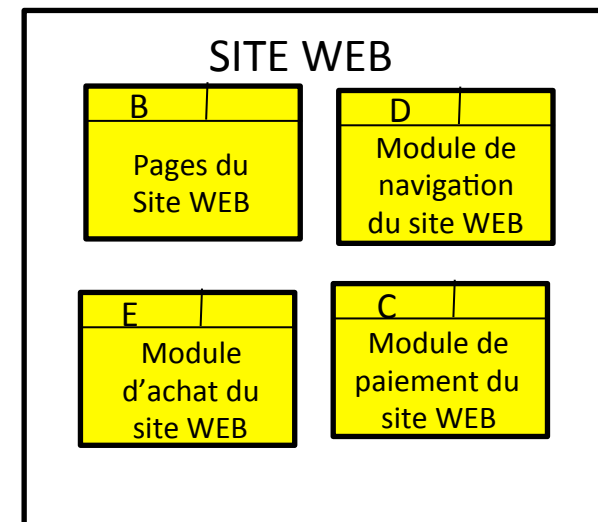 SITE WEB
B
Pages du
Site WEB
D
Module de
navigation
du site WEB
E
Module
d'achat du
site WEB
C
Module de
paiement du
site WEB